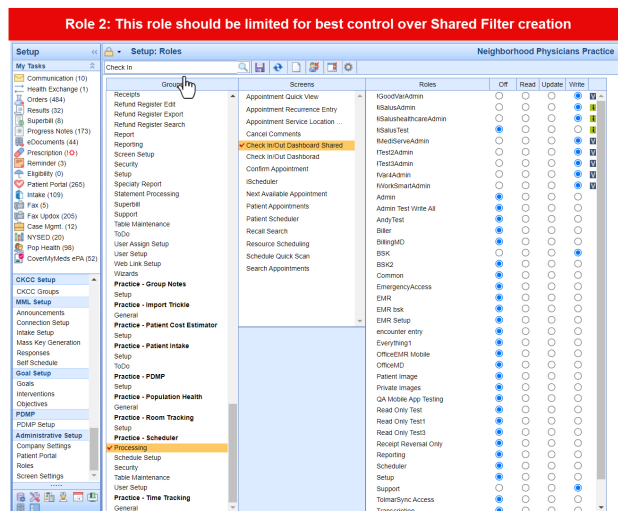 Role 2: This role should be limited for best control over Shared Filter creation
Setup
Setup: Roles
Neighborhood Physicians Practice
My Tasks
Communication (10)
Health Exchange (1)
Orders (484)
Results (32)
Superbill (8)
Progress Notes (173)
eDocuments (44)
Prescription (10)
Reminder (3)
Eligibility (0)
Patient Portal (265)
Intake (109)
Fax (5)
Fax Updox (205)
Case Mgmt. (12)
NYSED (20)
Pop Health (98)
CoverMyMeds ePA (52)
CKCC Setup
CKCC Groups
MML Setup
Announcements
Connection Setup
Intake Setup
Mass Key Generation
Responses
Self Schedule
Goal Setup
Goals
Interventions
Objectives
PDMP
PDMP Setup
Administrative Setup
Company Settings
Patient Portal
Roles
Screen Settings
Check In
Groups
Receipts
Refund Register Edit
Refund Register Export
Refund Register Search
Report
Reporting
Screen Setup
Security
Setup
Specialty Report
Statement Processing
Superbill
Support
Table Maintenance
ToDo
User Assign Setup
User Setup
Web Link Setup
Wizards
Practice - Group Notes
Setup
Practice - Import Trickle
General
Practice - Patient Cost Estimator
Setup
Practice - Patient Intake
Setup
ToDo
Practice - PDMP
Setup
Practice - Population Health
General
Practice - Room Tracking
Setup
Practice - Scheduler
Processing
Schedule Setup
Security
Table Maintenance
User Setup
Practice - Time Tracking
General
Screens
Appointment Quick View
Appointment Recurrence Entry
Appointment Service Location ...
Cancel Comments
Check In/Out Dashboard Shared
Check In/Out Dashborad
Confirm Appointment
iScheduler
Next Available Appointment
Patient Appointments
Patient Scheduler
Recall Search
Resource Scheduling
Schedule Quick Scan
Search Appointments
Roles Off Read Update Write
!GoodVarAdmin
!SalusAdmin
!SalushealthcareAdmin
!SalusTest
!MediServeAdmin
!Test2Admin
!Test3Admin
!Var4Admin
!WorkSmartAdmin
Admin
Admin Test Write All
AndyTest
Biller
BillingMD
BSK
BSK2
Common
EmergencyAccess
EMR
EMR bsk
EMR Setup
encounter entry
Everything1
OfficeEMR Mobile
OfficeMD
Patient Image
Private Images
QA Mobile App Testing
Read Only Test
Read Only Test1
Read Only Test3
Receipt Reversal Only
Reporting
Scheduler
Setup
Support
TolmarSync Access
Transcription